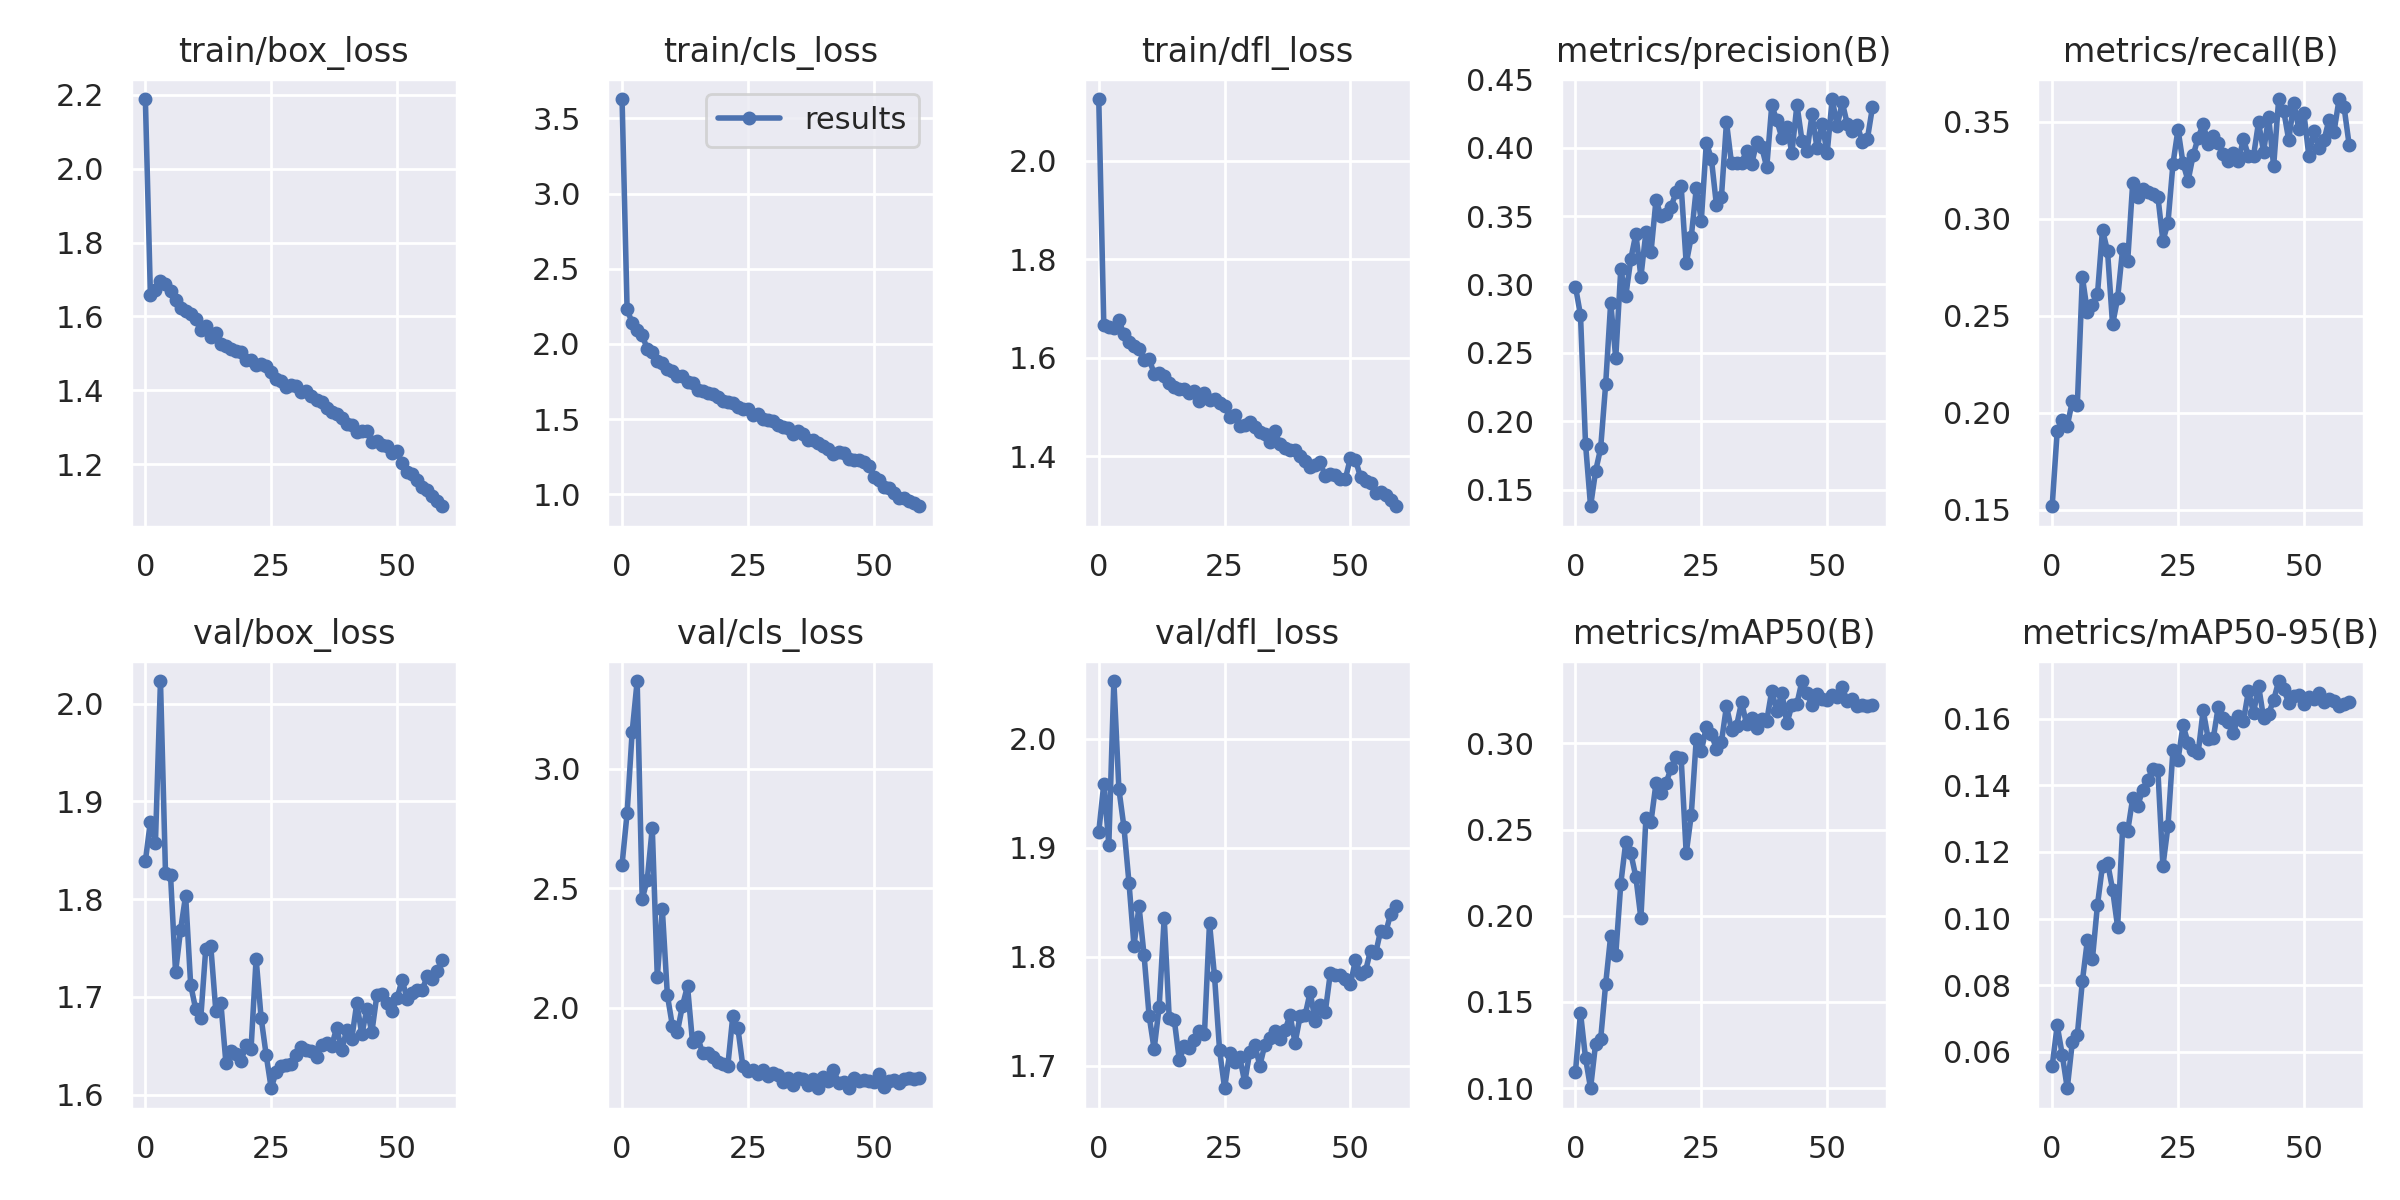 train/box_loss
2.2
2.0
1.8
1.6
1.4
1.2
0 25 50
train/cls_loss
results
3.5
3.0
2.5
2.0
1.5
1.0
0 25 50
train/dfl_loss
2.0
1.8
1.6
1.4
0 25 50
metrics/precision(B)
0.45
0.40
0.35
0.30
0.25
0.20
0.15
0 25 50
metrics/recall(B)
0.35
0.30
0.25
0.20
0.15
0 25 50
val/box_loss
2.0
1.9
1.8
1.7
1.6
0 25 50
val/cls_loss
3.0
2.5
2.0
0 25 50
val/dfl_loss
2.0
1.9
1.8
1.7
0 25 50
metrics/mAP50(B)
0.30
0.25
0.20
0.15
0.10
0 25 50
metrics/mAP50-95(B)
0.16
0.14
0.12
0.10
0.08
0.06
0 25 50